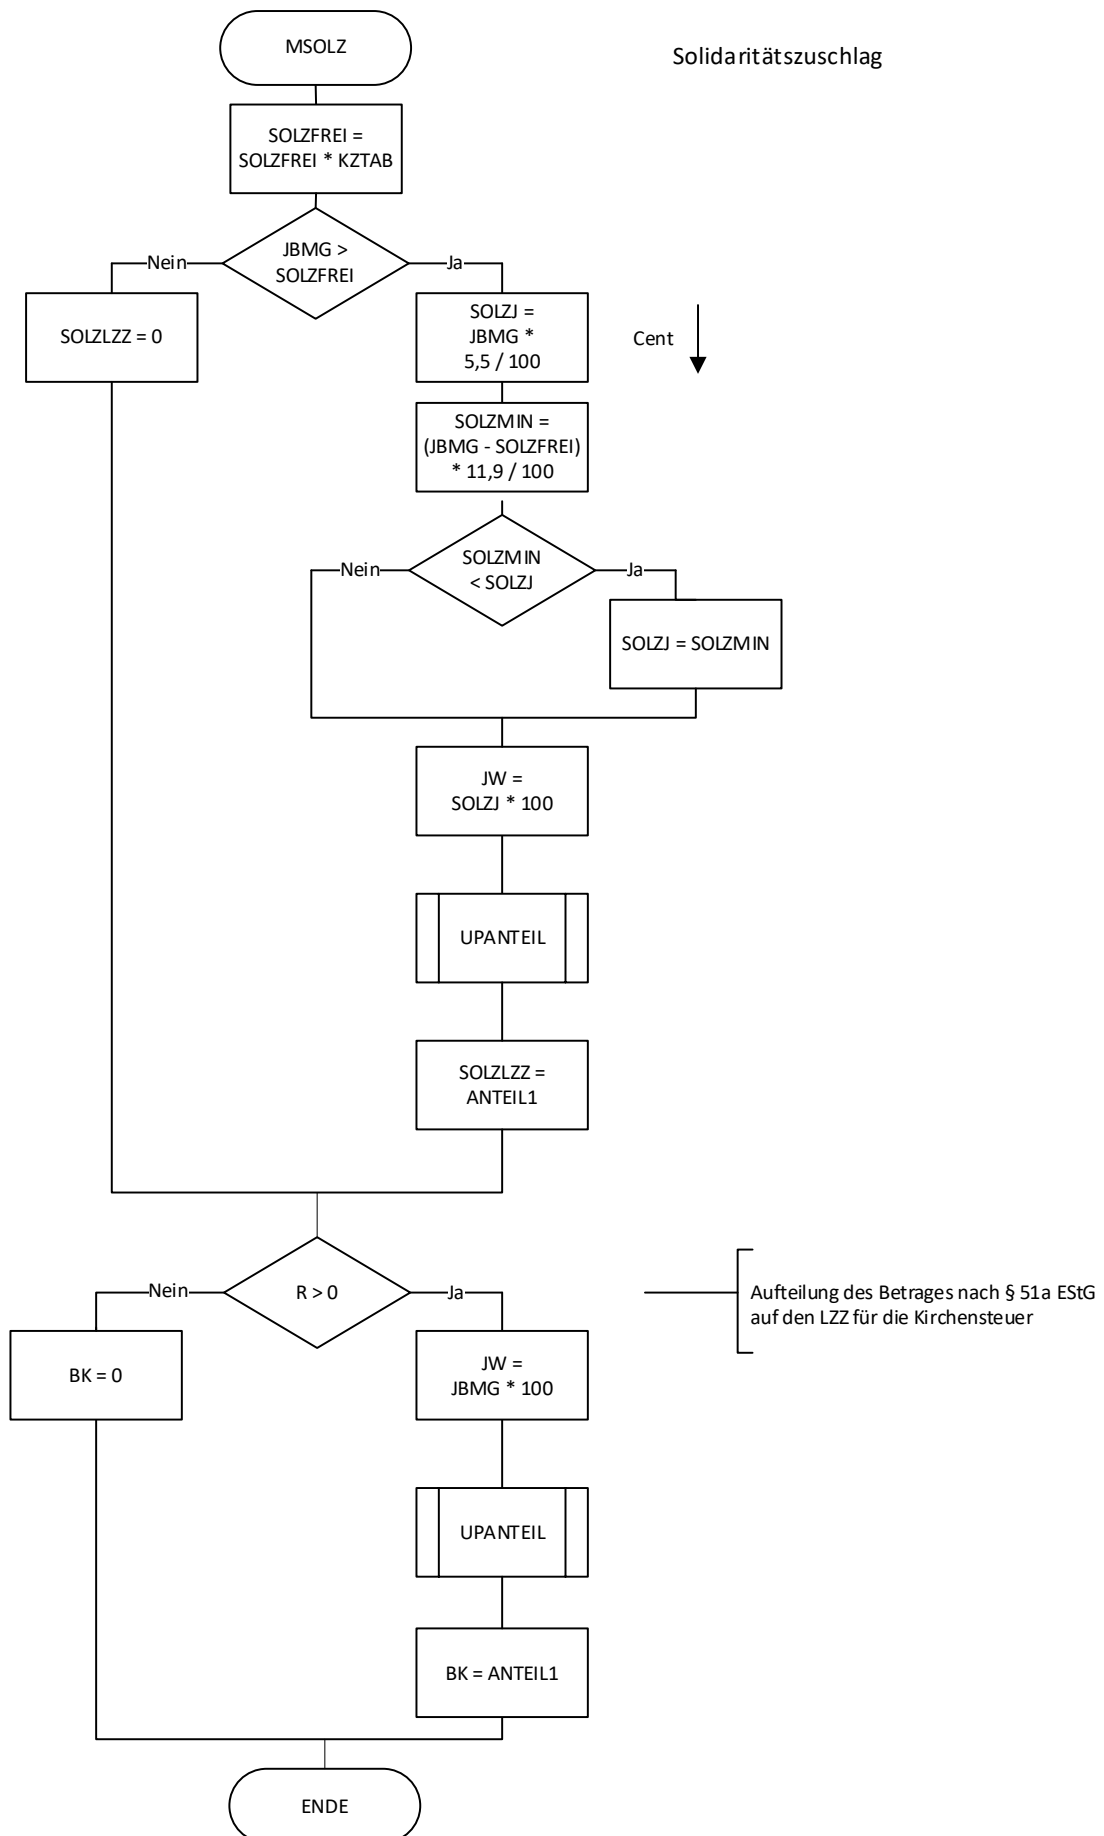 MSOLZ
Solidaritätszuschlag
SOLZFREI =
SOLZFREI * KZTAB
JBMG >
SOLZFREI
Nein
Ja
SOLZLZZ = 0
SOLZJ =
JBMG *
5,5 / 100
Cent
SOLZMIN =
(JBMG - SOLZFREI)
* 11,9 / 100
SOLZMIN
< SOLZJ
Nein
Ja
SOLZJ = SOLZMIN
JW =
SOLZJ * 100
UPANTEIL
SOLZLZZ =
ANTEIL1
R > 0
Nein
Ja
Aufteilung des Betrages nach § 51a EStG
auf den LZZ für die Kirchensteuer
BK = 0
JW =
JBMG * 100
UPANTEIL
BK = ANTEIL1
ENDE